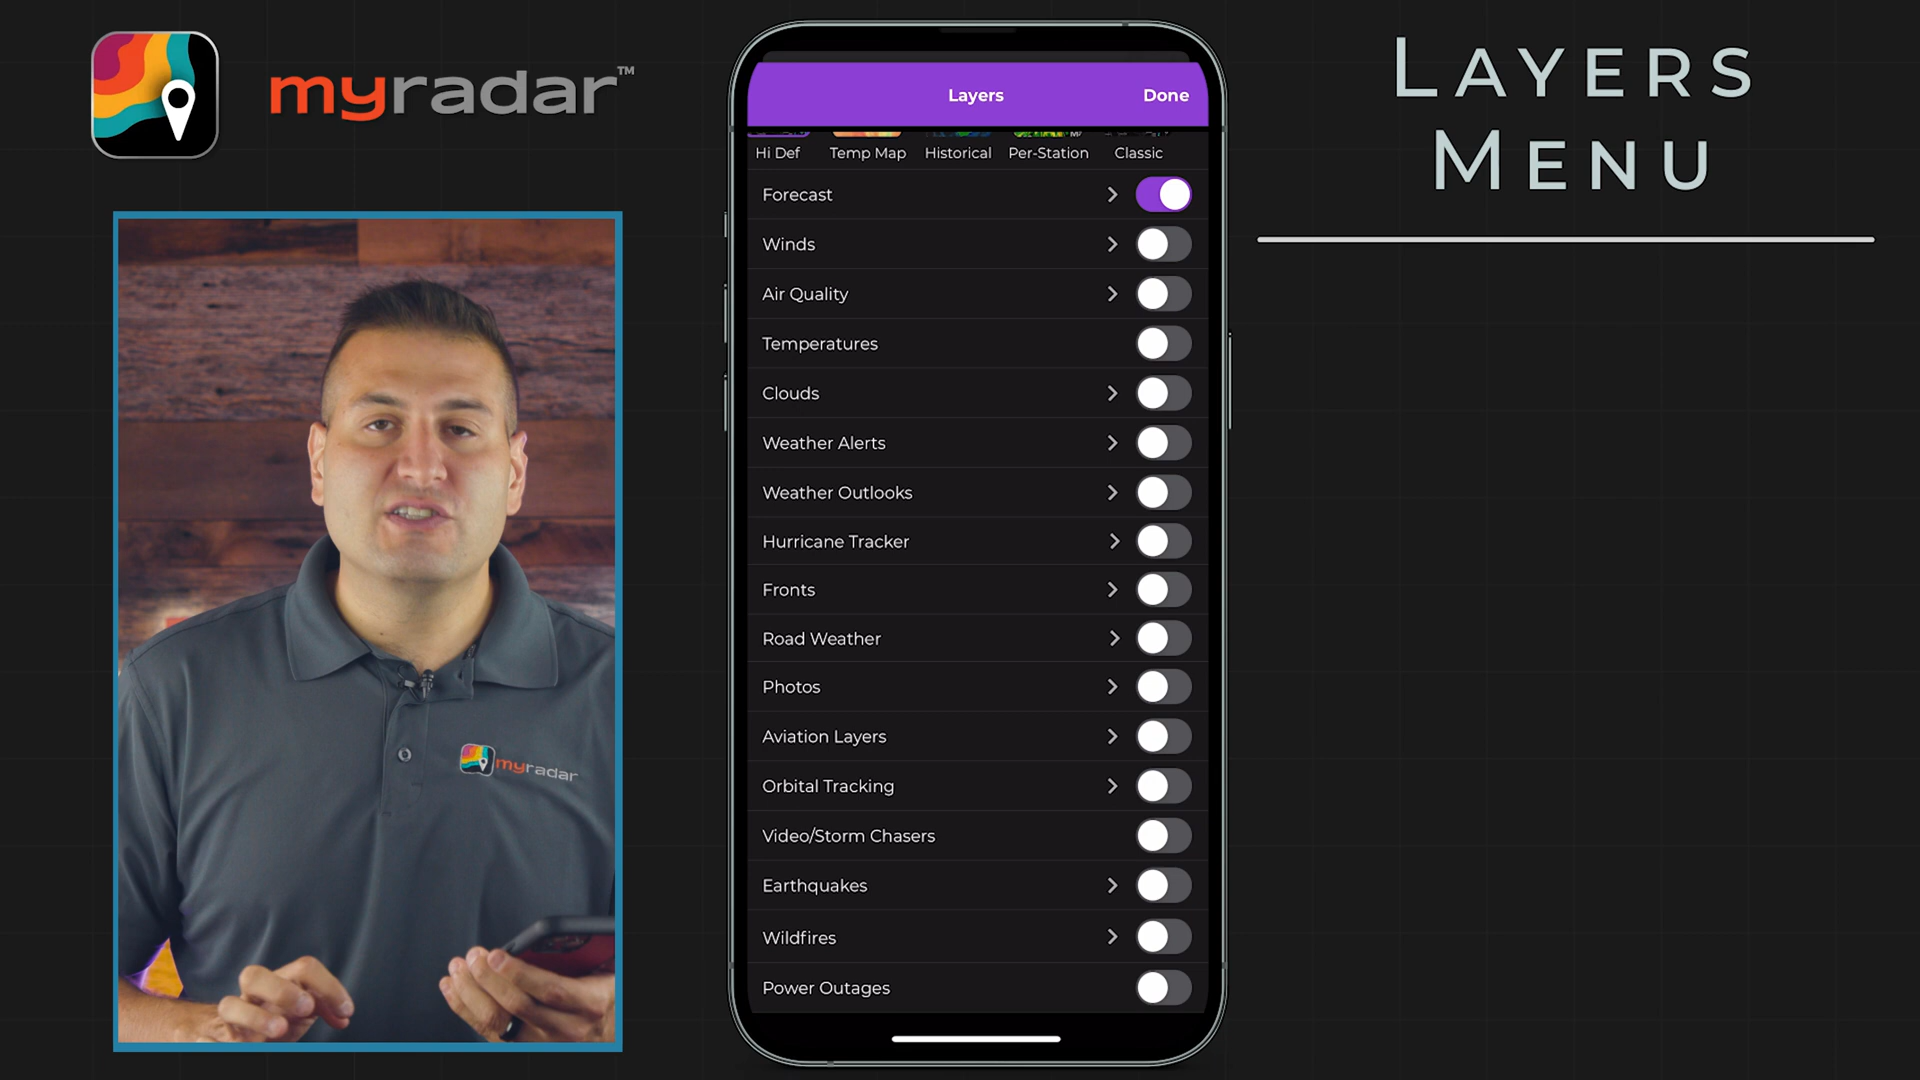 myradar™
Layers
Done
Hi Def
Temp Map
Historical
Per-Station
Classic
Forecast
Winds
Air Quality
Temperatures
Clouds
Weather Alerts
Weather Outlooks
Hurricane Tracker
Fronts
Road Weather
Photos
Aviation Layers
Orbital Tracking
Video/Storm Chasers
Earthquakes
Wildfires
Power Outages
LAYERS
MENU
myradar